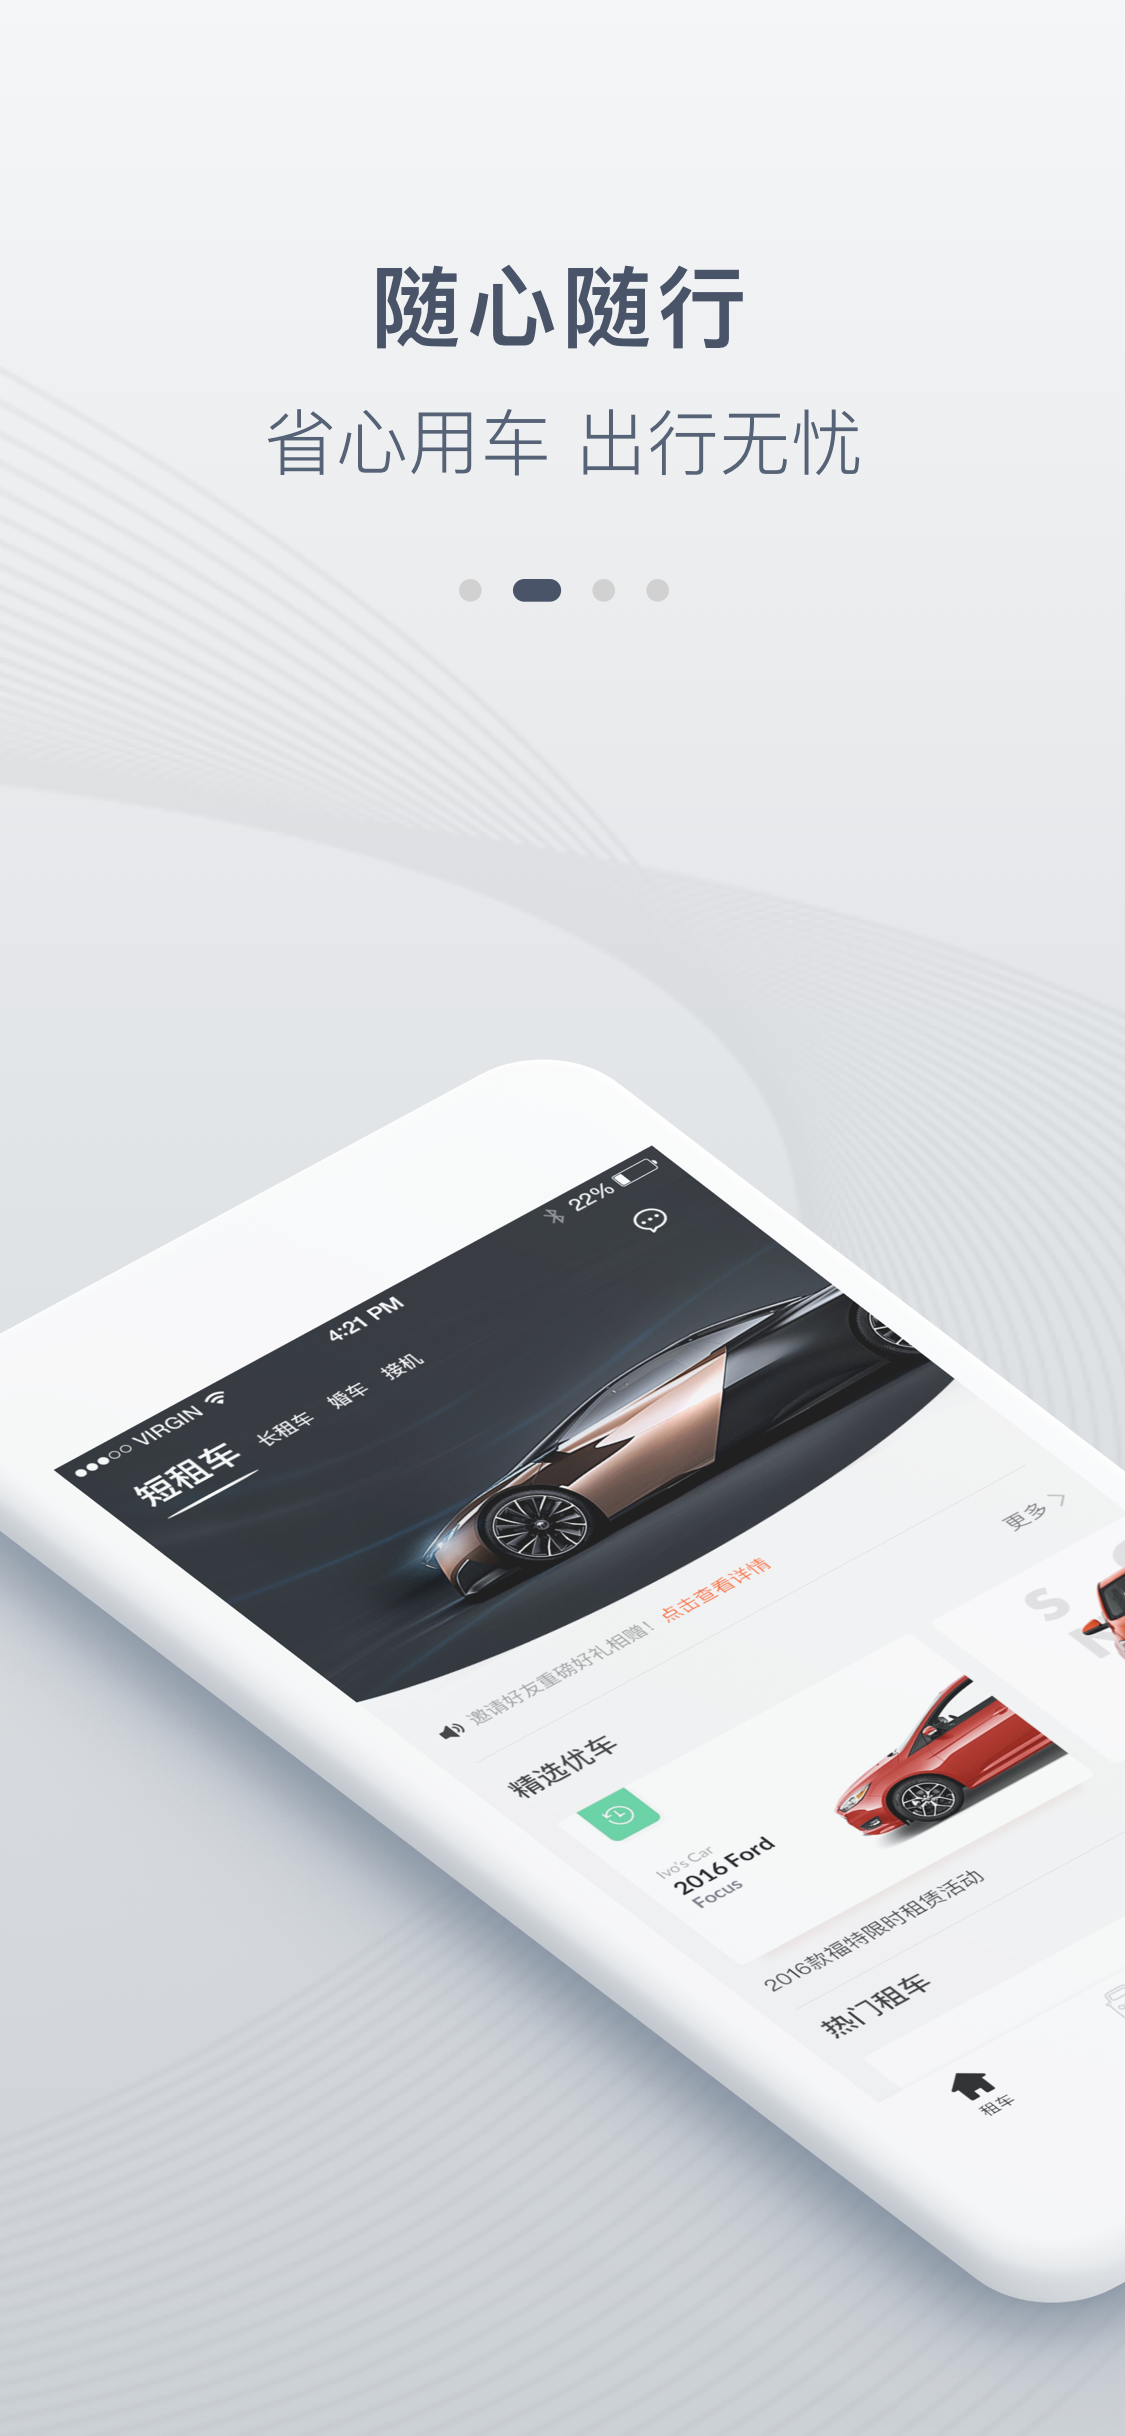 随心随行
省心用车 出行无忧
VIRGIN
4:21 PM
22%
短租车
长租车
婚车
接机
邀请好友重磅好礼相赠！点击查看详情
精选优车
更多
Ivo's Car
2016 Ford
Focus
S
2016款福特限时租赁活动
热门租车
租车